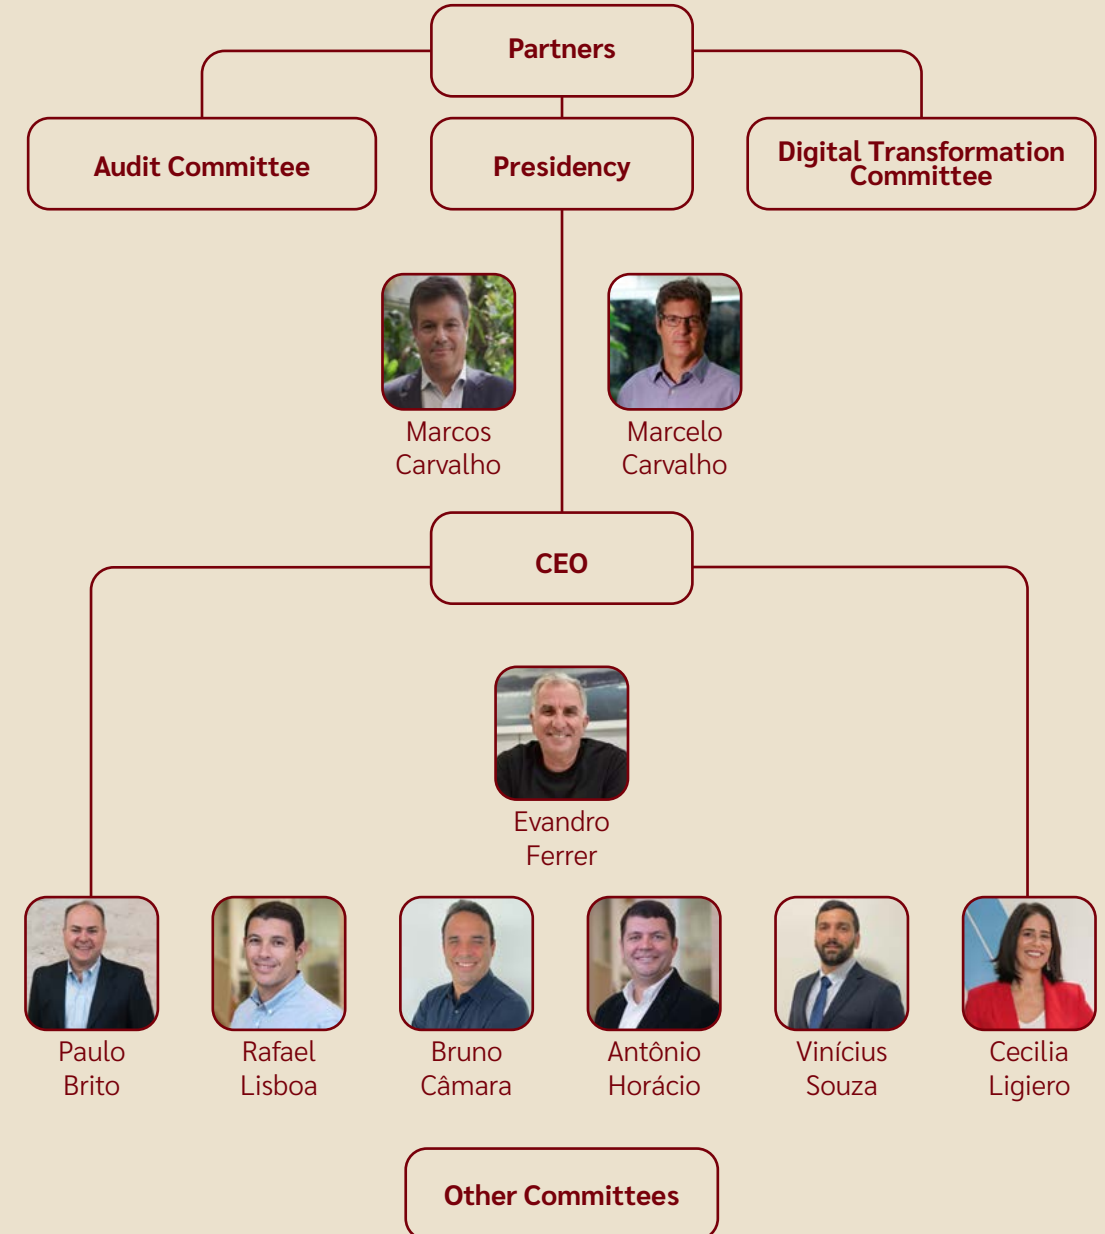 Partners
Audit Committee
Presidency
Digital Transformation
Committee
Marcos
Carvalho
Marcelo
Carvalho
CEO
Evandro
Ferrer
Paulo
Brito
Rafael
Lisboa
Bruno
Câmara
Antônio
Horácio
Vinícius
Souza
Cecilia
Ligiero
Other Committees